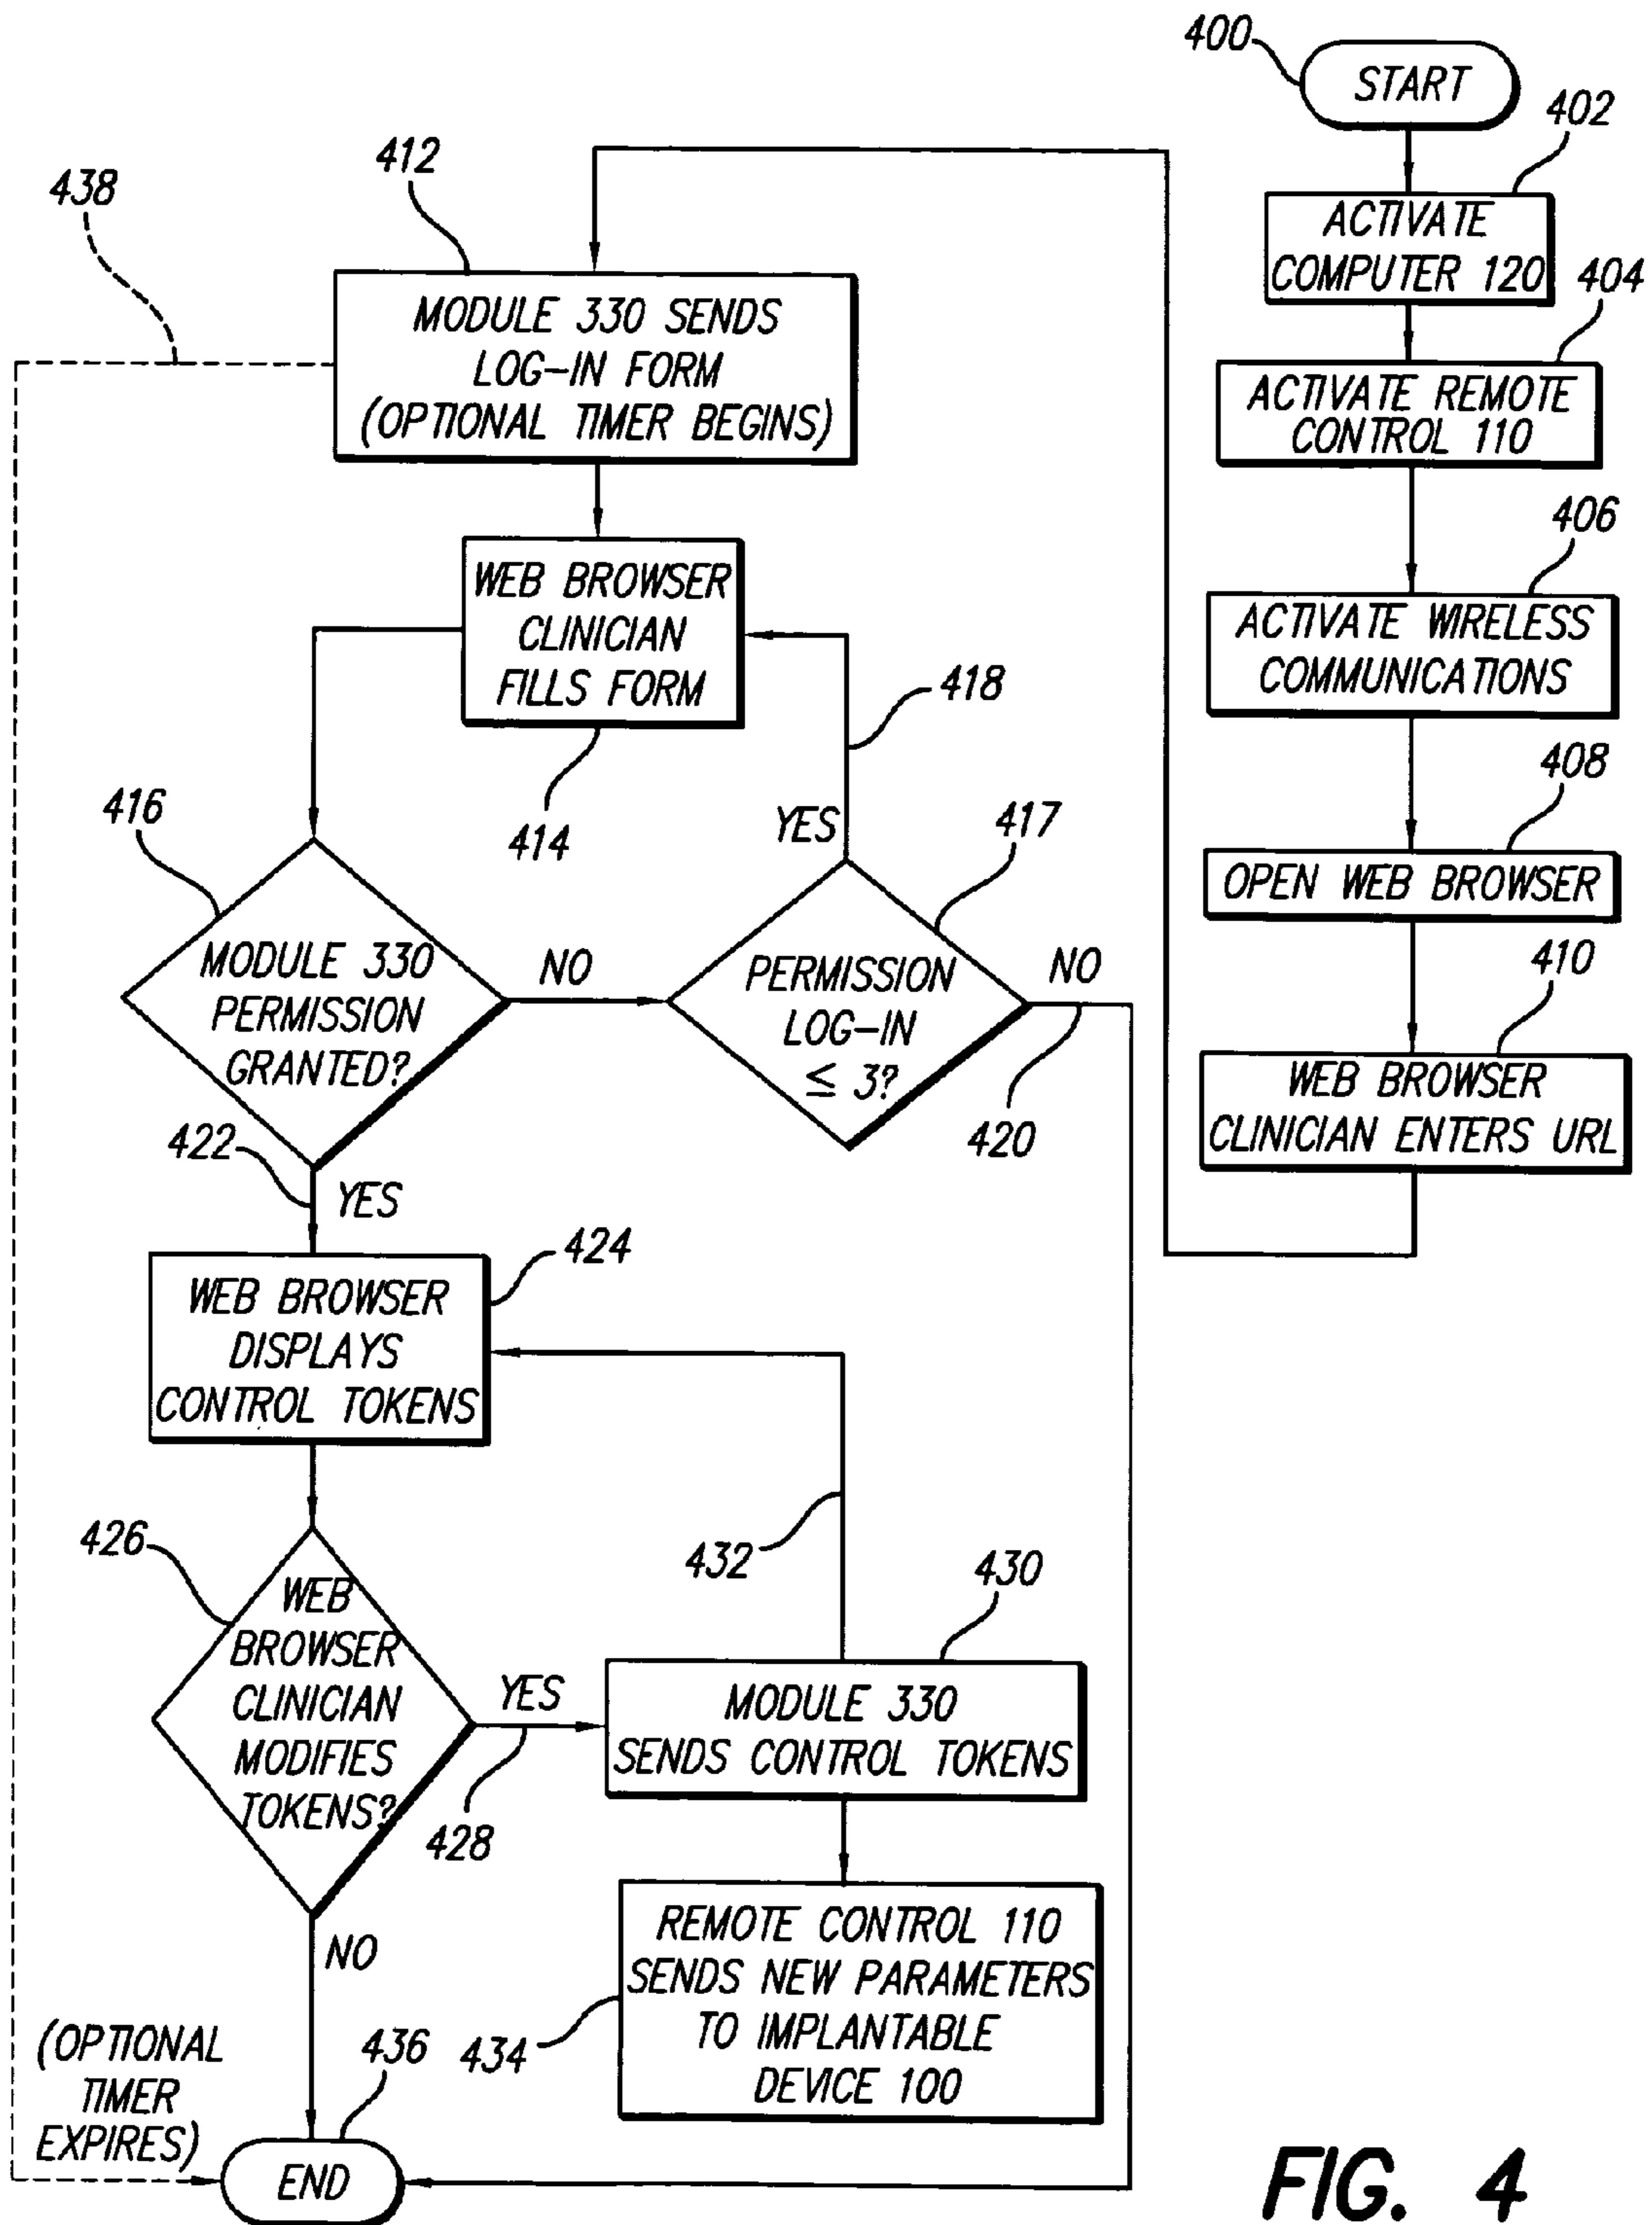 400
START
402
ACTIVATE
COMPUTER 120
404
ACTIVATE REMOTE
CONTROL 110
406
ACTIVATE WIRELESS
COMMUNICATIONS
408
OPEN WEB BROWSER
410
WEB BROWSER
CLINICIAN ENTERS URL
412
438
MODULE 330 SENDS
LOG-IN FORM
(OPTIONAL TIMER BEGINS)
WEB BROWSER
CLINICIAN
FILLS FORM
414
418
416
MODULE 330
PERMISSION
GRANTED?
NO
417
YES
PERMISSION
LOG-IN
≤ 3?
NO
420
422
YES
424
WEB BROWSER
DISPLAYS
CONTROL TOKENS
426
WEB
BROWSER
CLINICIAN
MODIFIES
TOKENS?
YES
428
432
430
MODULE 330
SENDS CONTROL TOKENS
REMOTE CONTROL 110
SENDS NEW PARAMETERS
TO IMPLANTABLE
DEVICE 100
434
NO
(OPTIONAL
TIMER
EXPIRES)
436
END
FIG. 4